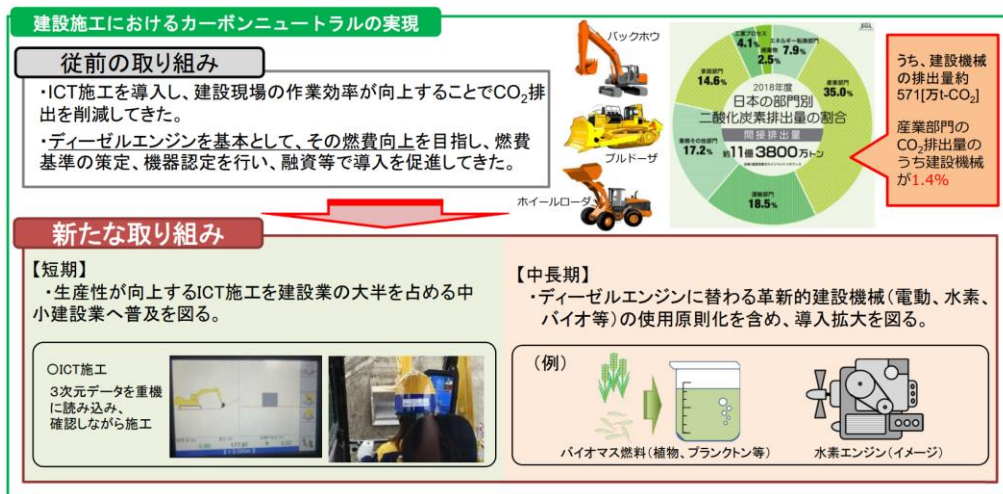 建設施工におけるカーボンニュートラルの実現
従前の取り組み
・ICT施工を導入し、建設現場の作業効率が向上することでCO₂排
出を削減してきた。
・ディーゼルエンジンを基本として、その燃費向上を目指し、燃費
基準の策定、機器認定を行い、融資等で導入を促進してきた。
バックホウ
ブルドーザ
ホイールローダ
工業プロセス
4.1%
廃棄物
2.5%
エネルギー転換部門
7.9%
家庭部門
14.6%
産業部門
35.0%
業務その他部門
17.2%
運輸部門
18.5%
2018年度
日本の部門別
二酸化炭素排出量の割合
間接排出量
約11億3800万トン
うち、建設機械
の排出量約
571[万t-CO₂]
産業部門の
CO₂排出量の
うち建設機械
が1.4%
新たな取り組み
【短期】
・生産性が向上するICT施工を建設業の大半を占める中
小建設業へ普及を図る。
○ICT施工
3次元データを重機
に読み込み、
確認しながら施工
【中長期】
・ディーゼルエンジンに替わる革新的建設機械（電動、水素、
バイオ等）の使用原則化を含め、導入拡大を図る。
（例）
バイオマス燃料（植物、プランクトン等）
水素エンジン（イメージ）